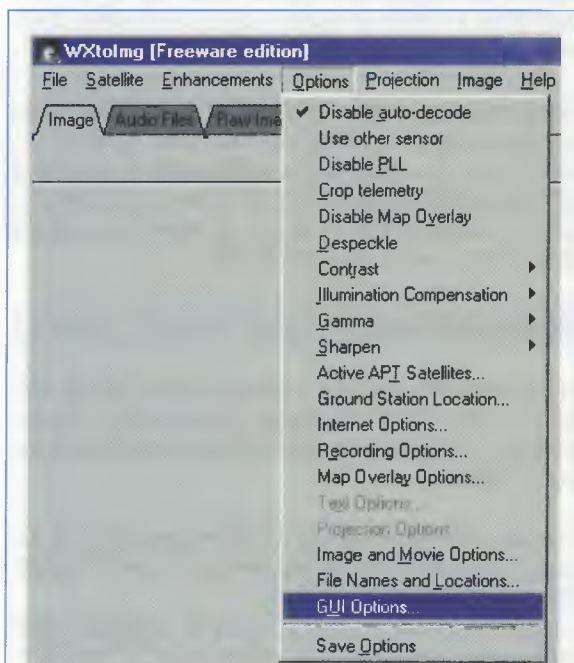 WXtoImg [Freeware edition]
File Satellite Enhancements Options Projection Image Help
Image Audio Files Raw Ima
✔ Disable auto-decode
Use other sensor
Disable PLL
Crop telemetry
Disable Map Overlay
Despeckle
Contrast
Illumination Compensation
Gamma
Sharpen
Active APT Satellites...
Ground Station Location...
Internet Options...
Recording Options...
Map Overlay Options...
Text Options...
Projection Options
Image and Movie Options...
File Names and Locations...
GUI Options...
Save Options